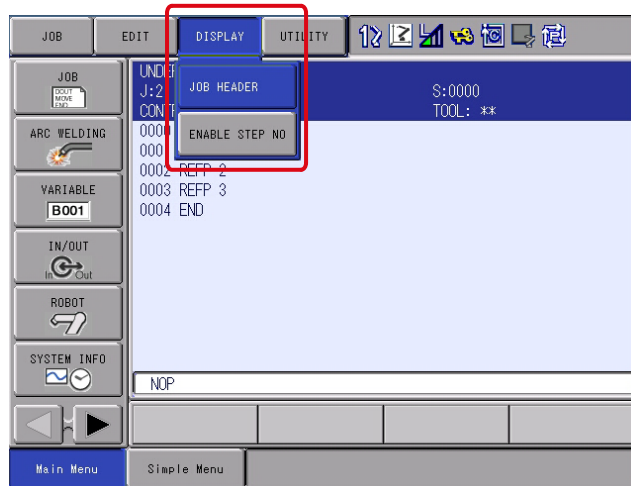 JOB EDIT DISPLAY UTILITY
JOB
DOUT
MOVE
END
ARC WELDING
VARIABLE
B001
IN/OUT
In Out
ROBOT
SYSTEM INFO
JOB HEADER
ENABLE STEP NO
J:2 S:0000
TOOL: **
0000
0002 REFP 2
0003 REFP 3
0004 END
NOP
Main Menu Simple Menu